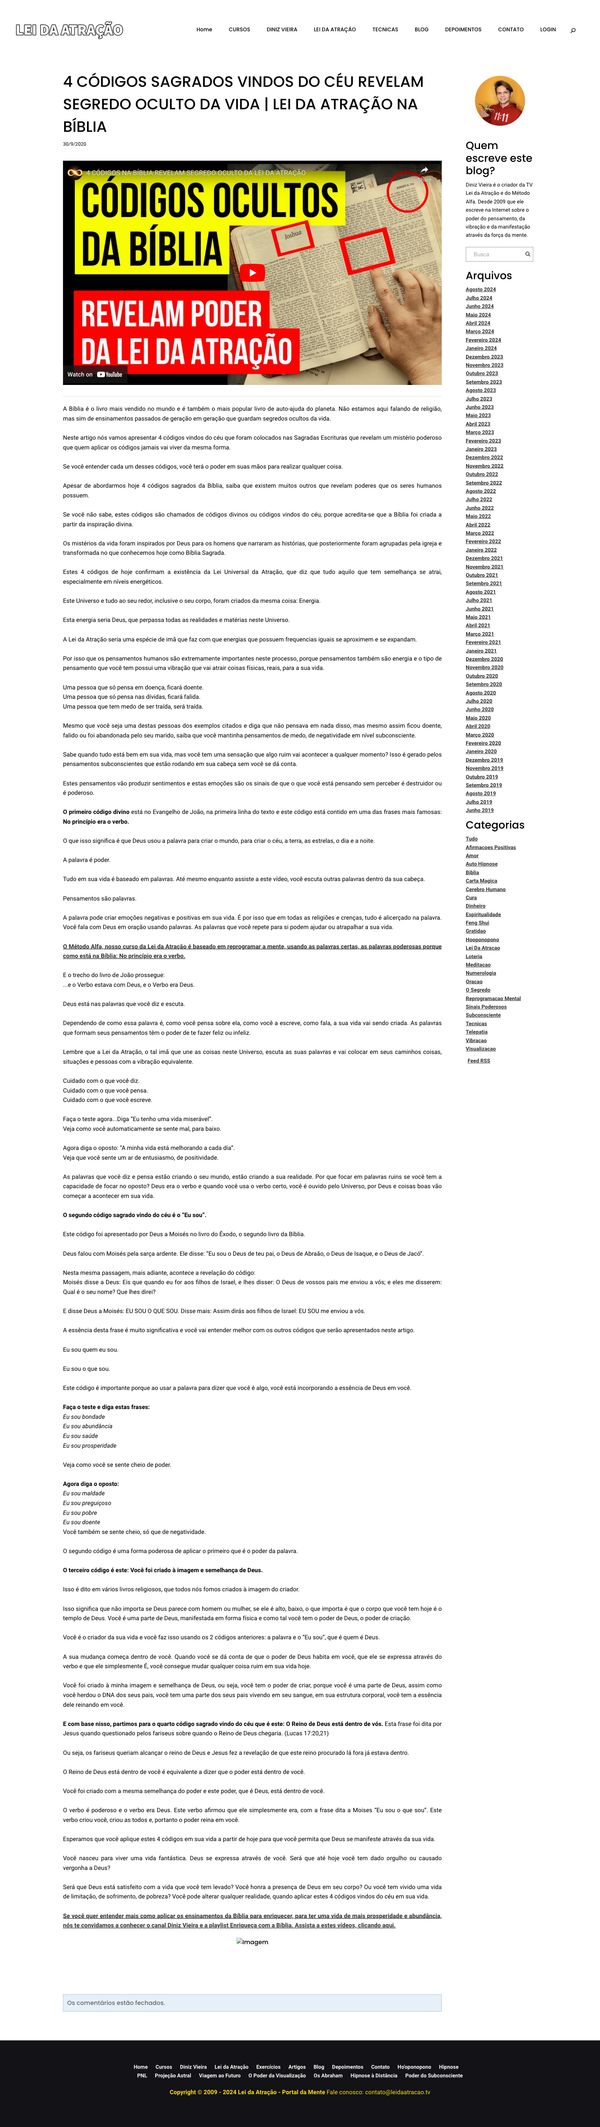 LEI DA ATRAÇÃO
Home CURSOS DINIZ VIEIRA LEI DA ATRAÇÃO TECNICAS BLOG DEPOIMENTOS CONTATO LOGIN
4 CÓDIGOS SAGRADOS VINDOS DO CÉU REVELAM
SEGREDO OCULTO DA VIDA | LEI DA ATRAÇÃO NA
BÍBLIA
30/9/2020
4 CÓDIGOS NA BÍBLIA REVELAM SEGREDO OCULTO DA LEI DA ATRAÇÃO
CÓDIGOS OCULTOS
DA BÍBLIA
Joshua
REVELAM PODER
DA LEI DA ATRAÇÃO
Watch on YouTube
A Bíblia é o livro mais vendido no mundo e é também o mais popular livro de auto-ajuda do planeta. Não estamos aqui falando de religião,
mas sim de ensinamentos passados de geração em geração que guardam segredos ocultos da vida.
Neste artigo nós vamos apresentar 4 códigos vindos do céu que foram colocados nas Sagradas Escrituras que revelam um mistério poderoso
que quem aplicar os códigos jamais vai viver da mesma forma.
Se você entender cada um desses códigos, você terá o poder em suas mãos para realizar qualquer coisa.
Apesar de abordarmos hoje 4 códigos sagrados da Bíblia, saiba que existem muitos outros que revelam poderes que os seres humanos
possuem.
Se você não sabe, estes códigos são chamados de códigos divinos ou códigos vindos do céu, porque acredita-se que a Bíblia foi criada a
partir da inspiração divina.
Os mistérios da vida foram inspirados por Deus para os homens que narraram as histórias, que posteriormente foram agrupadas pela igreja e
transformada no que conhecemos hoje como Bíblia Sagrada.
Estes 4 códigos de hoje confirmam a existência da Lei Universal da Atração, que diz que tudo aquilo que tem semelhança se atrai,
especialmente em níveis energéticos.
Este Universo e tudo ao seu redor, inclusive o seu corpo, foram criados da mesma coisa: Energia.
Esta energia seria Deus, que perpassa todas as realidades e matérias neste Universo.
A Lei da Atração seria uma espécie de imã que faz com que energias que possuem frequencias iguais se aproximem e se expandam.
Por isso que os pensamentos humanos são extremamente importantes neste processo, porque pensamentos também são energia e o tipo de
pensamento que você tem possui uma vibração que vai atrair coisas físicas, reais, para a sua vida.
Uma pessoa que só pensa em doença, ficará doente.
Uma pessoa que só pensa nas dívidas, ficará falida.
Uma pessoa que tem medo de ser traída, será traída.
Mesmo que você seja uma destas pessoas dos exemplos citados e diga que não pensava em nada disso, mas mesmo assim ficou doente,
falido ou foi abandonada pelo seu marido, saiba que você mantinha pensamentos de medo, de negatividade em nível subconsciente.
Sabe quando tudo está bem em sua vida, mas você tem uma sensação que algo ruim vai acontecer a qualquer momento? Isso é gerado pelos
pensamentos subconscientes que estão rodando em sua cabeça sem você se dá conta.
Estes pensamentos vão produzir sentimentos e estas emoções são os sinais de que o que você está pensando sem perceber é destruidor ou
é poderoso.
O primeiro código divino está no Evangelho de João, na primeira linha do texto e este código está contido em uma das frases mais famosas:
No princípio era o verbo.
O que isso significa é que Deus usou a palavra para criar o mundo, para criar o céu, a terra, as estrelas, o dia e a noite.
A palavra é poder.
Tudo em sua vida é baseado em palavras. Até mesmo enquanto assiste a este vídeo, você escuta outras palavras dentro da sua cabeça.
Pensamentos são palavras.
A palavra pode criar emoções negativas e positivas em sua vida. É por isso que em todas as religiões e crenças, tudo é alicerçado na palavra.
Você fala com Deus em oração usando palavras. As palavras que você repete para si podem ajudar ou atrapalhar a sua vida.
O Método Alfa, nosso curso da Lei da Atração é baseado em reprogramar a mente, usando as palavras certas, as palavras poderosas porque
como está na Bíblia: No princípio era o verbo.
E o trecho do livro de João prossegue:
...e o Verbo estava com Deus, e o Verbo era Deus.
Deus está nas palavras que você diz e escuta.
Dependendo de como essa palavra é, como você pensa sobre ela, como você a escreve, como fala, a sua vida vai sendo criada. As palavras
que formam seus pensamentos têm o poder de te fazer feliz ou infeliz.
Lembre que a Lei da Atração, o tal imã que une as coisas neste Universo, escuta as suas palavras e vai colocar em seus caminhos coisas,
situações e pessoas com a vibração equivalente.
Cuidado com o que você diz.
Cuidado com o que você pensa.
Cuidado com o que você escreve.
Faça o teste agora...Diga "Eu tenho uma vida miserável".
Veja como você automaticamente se sente mal, para baixo.
Agora diga o oposto: "A minha vida está melhorando a cada dia".
Veja que você sente um ar de entusiasmo, de positividade.
As palavras que você diz e pensa estão criando o seu mundo, estão criando a sua realidade. Por que focar em palavras ruins se você tem a
capacidade de focar no oposto? Deus era o verbo e quando você usa o verbo certo, você é ouvido pelo Universo, por Deus e coisas boas vão
começar a acontecer em sua vida.
O segundo código sagrado vindo do céu é o "Eu sou".
Este código foi apresentado por Deus a Moisés no livro do Êxodo, o segundo livro da Bíblia.
Deus falou com Moisés pela sarça ardente. Ele disse: "Eu sou o Deus de teu pai, o Deus de Abraão, o Deus de Isaque, e o Deus de Jacó".
Nesta mesma passagem, mais adiante, acontece a revelação do código:
Moisés disse a Deus: Eis que quando eu for aos filhos de Israel, e lhes disser: O Deus de vossos pais me enviou a vós; e eles me disserem:
Qual é o seu nome? Que lhes direi?
E disse Deus a Moisés: EU SOU O QUE SOU. Disse mais: Assim dirás aos filhos de Israel: EU SOU me enviou a vós.
A essência desta frase é muito significativa e você vai entender melhor com os outros códigos que serão apresentados neste artigo.
Eu sou quem eu sou.
Eu sou o que sou.
Este código é importante porque ao usar a palavra para dizer que você é algo, você está incorporando a essência de Deus em você.
Faça o teste e diga estas frases:
Eu sou bondade
Eu sou abundância
Eu sou saúde
Eu sou prosperidade
Veja como você se sente cheio de poder.
Agora diga o oposto:
Eu sou maldade
Eu sou preguiçoso
Eu sou pobre
Eu sou doente
Você também se sente cheio, só que de negatividade.
O segundo código é uma forma poderosa de aplicar o primeiro que é o poder da palavra.
O terceiro código é este: Você foi criado à imagem e semelhança de Deus.
Isso é dito em vários livros religiosos, que todos nós fomos criados à imagem do criador.
Isso significa que não importa se Deus parece com homem ou mulher, se ele é alto, baixo, o que importa é que o corpo que você tem hoje é o
templo de Deus. Você é uma parte de Deus, manifestada em forma física e como tal você tem o poder de Deus, o poder de criação.
Você é o criador da sua vida e você faz isso usando os 2 códigos anteriores: a palavra e o "Eu sou", que é quem é Deus.
A sua mudança começa dentro de você. Quando você se dá conta de que o poder de Deus habita em você, que ele se expressa através do
verbo e que ele simplesmente É, você consegue mudar qualquer coisa ruim em sua vida hoje.
Você foi criado à minha imagem e semelhança de Deus, ou seja, você tem o poder de criar, porque você é uma parte de Deus, assim como
você herdou o DNA dos seus pais, você tem uma parte dos seus pais vivendo em seu sangue, em sua estrutura corporal, você tem a essência
dele reinando em você.
E com base nisso, partimos para o quarto código sagrado vindo do céu que é este: O Reino de Deus está dentro de vós. Esta frase foi dita por
Jesus quando questionado pelos fariseus sobre quando o Reino de Deus chegaria. (Lucas 17:20,21)
Ou seja, os fariseus queriam alcançar o reino de Deus e Jesus fez a revelação de que este reino procurado lá fora já estava dentro.
O Reino de Deus está dentro de você é equivalente a dizer que o poder está dentro de você.
Você foi criado com a mesma semelhança do poder e este poder, que é Deus, está dentro de você.
O verbo é poderoso e o verbo era Deus. Este verbo afirmou que ele simplesmente era, com a frase dita a Moises "Eu sou o que sou". Este
verbo criou você, criou as todos e, portanto o poder reina em você.
Esperamos que você aplique estes 4 códigos em sua vida a partir de hoje para que você permita que Deus se manifeste através da sua vida.
Você nasceu para viver uma vida fantástica. Deus se expressa através de você. Será que até hoje você tem dado orgulho ou causado
vergonha a Deus?
Será que Deus está satisfeito com a vida que você tem levado? Você honra a presença de Deus em seu corpo? Ou você tem vivido uma vida
de limitação, de sofrimento, de pobreza? Você pode alterar qualquer realidade, quando aplicar estes 4 códigos vindos do céu em sua vida.
Se você quer entender mais como aplicar os ensinamentos da Bíblia para enriquecer, para ter uma vida de mais prosperidade e abundância,
nós te convidamos a conhecer o canal Diniz Vieira e a playlist Enriqueça com a Bíblia. Assista a estes vídeos, clicando aqui.
Imagem
Os comentários estão fechados.
11:11
Quem
escreve este
blog?
Diniz Vieira é o criador da TV
Lei da Atração e do Método
Alfa. Desde 2009 que ele
escreve na Internet sobre o
poder do pensamento, da
vibração e da manifestação
através da força da mente.
Busca
Arquivos
Agosto 2024
Julho 2024
Junho 2024
Maio 2024
Abril 2024
Março 2024
Fevereiro 2024
Janeiro 2024
Dezembro 2023
Novembro 2023
Outubro 2023
Setembro 2023
Agosto 2023
Julho 2023
Junho 2023
Maio 2023
Abril 2023
Março 2023
Fevereiro 2023
Janeiro 2023
Dezembro 2022
Novembro 2022
Outubro 2022
Setembro 2022
Agosto 2022
Julho 2022
Junho 2022
Maio 2022
Abril 2022
Março 2022
Fevereiro 2022
Janeiro 2022
Dezembro 2021
Novembro 2021
Outubro 2021
Setembro 2021
Agosto 2021
Julho 2021
Junho 2021
Maio 2021
Abril 2021
Março 2021
Fevereiro 2021
Janeiro 2021
Dezembro 2020
Novembro 2020
Outubro 2020
Setembro 2020
Agosto 2020
Julho 2020
Junho 2020
Maio 2020
Abril 2020
Março 2020
Fevereiro 2020
Janeiro 2020
Dezembro 2019
Novembro 2019
Outubro 2019
Setembro 2019
Agosto 2019
Julho 2019
Junho 2019
Categorias
Tudo
Afirmacoes Positivas
Amor
Auto Hipnose
Biblia
Carta Magica
Cerebro Humano
Cura
Dinheiro
Espiritualidade
Feng Shui
Gratidao
Hooponopono
Lei Da Atracao
Loteria
Meditacao
Numerologia
Oracao
O Segredo
Reprogramacao Mental
Sinais Poderosos
Subconsciente
Tecnicas
Telepatia
Vibracao
Visualizacao
Feed RSS
Home Cursos Diniz Vieira Lei da Atração Exercícios Artigos Blog Depoimentos Contato Ho'oponopono Hipnose
PNL Projeção Astral Viagem ao Futuro O Poder da Visualização Os Abraham Hipnose à Distância Poder do Subconsciente
Copyright © 2009 - 2024 Lei da Atração - Portal da Mente Fale conosco: contato@leidaatracao.tv